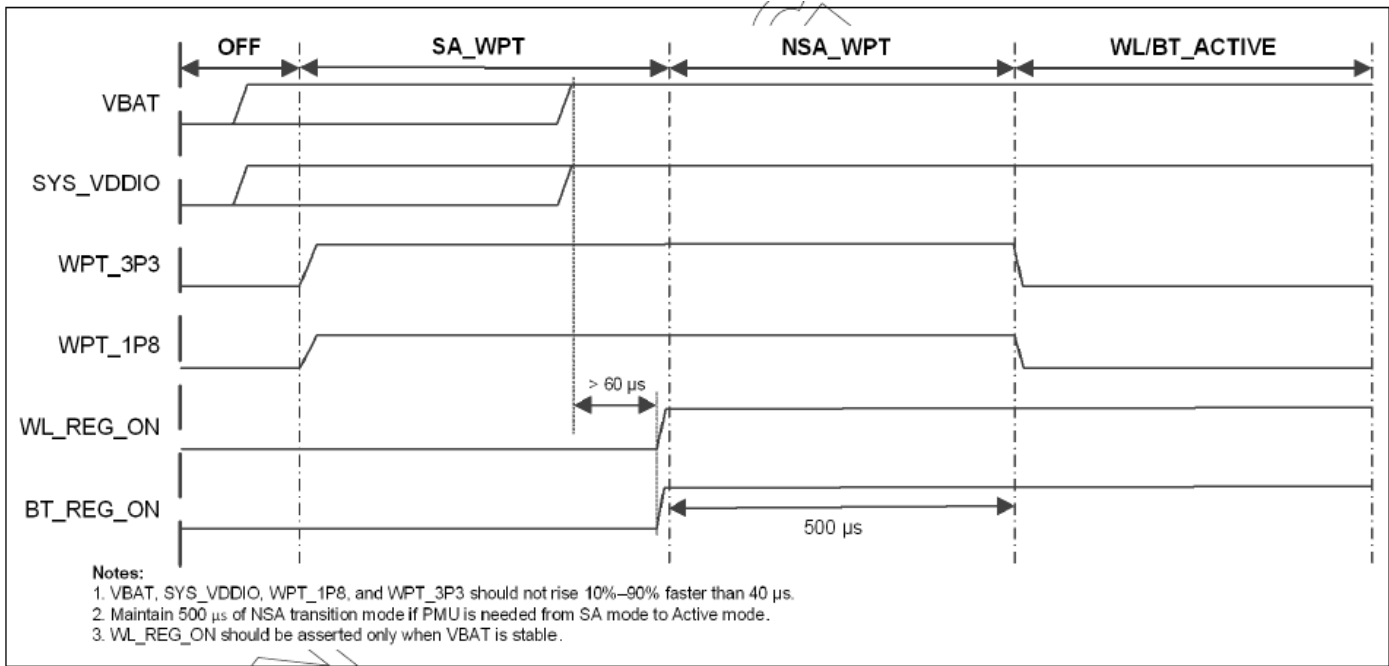 OFF SA_WPT NSA_WPT WL/BT_ACTIVE
VBAT
SYS_VDDIO
WPT_3P3
WPT_1P8
> 60 µs
WL_REG_ON
BT_REG_ON
500 µs
Notes:
1. VBAT, SYS_VDDIO, WPT_1P8, and WPT_3P3 should not rise 10%–90% faster than 40 µs.
2. Maintain 500 µs of NSA transition mode if PMU is needed from SA mode to Active mode.
3. WL_REG_ON should be asserted only when VBAT is stable.